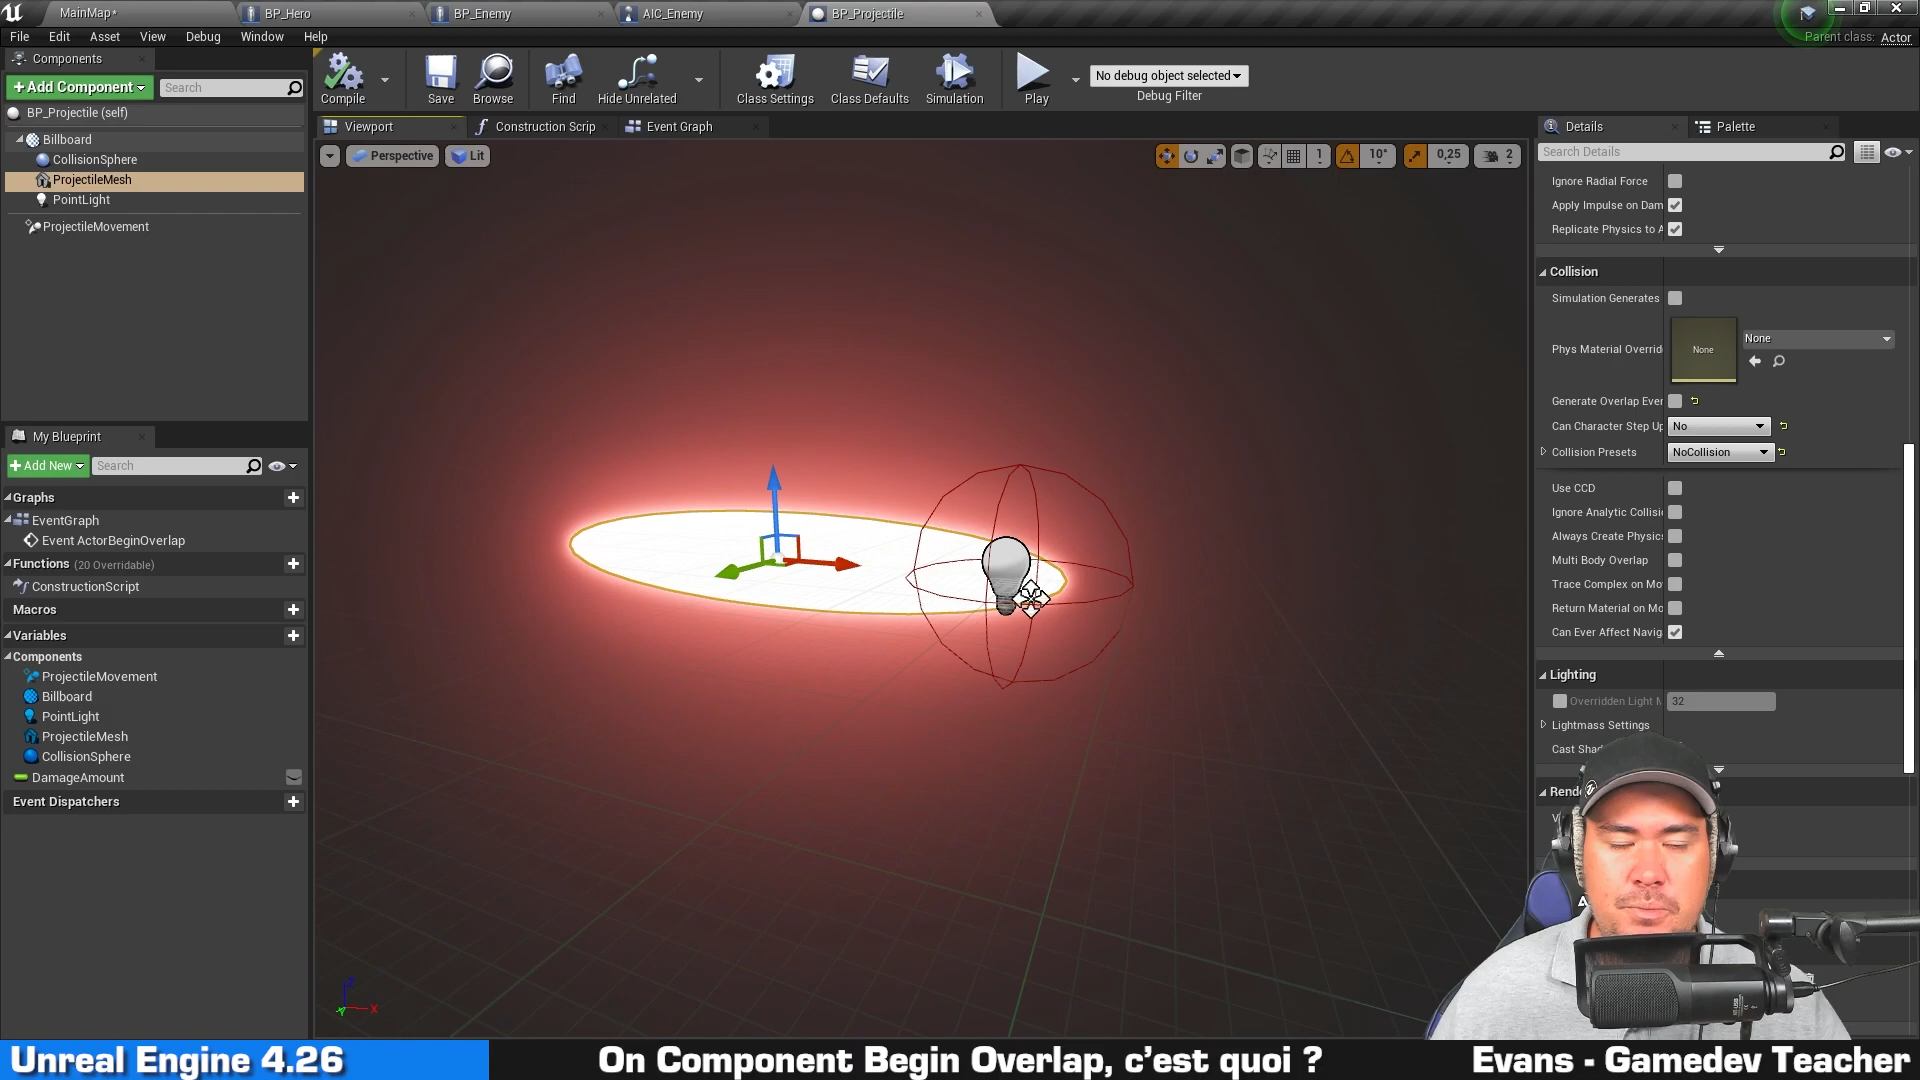 MainMap*
BP_Hero
BP_Enemy
AIC_Enemy
BP_Projectile
File Edit Asset View Debug Window Help
Parent class: Actor
Components
+ Add Component
Search
BP_Projectile (self)
Billboard
CollisionSphere
ProjectileMesh
PointLight
ProjectileMovement
My Blueprint
+ Add New
Search
Graphs
EventGraph
Event ActorBeginOverlap
Functions (20 Overridable)
ConstructionScript
Macros
Variables
Components
ProjectileMovement
Billboard
PointLight
ProjectileMesh
CollisionSphere
DamageAmount
Event Dispatchers
Compile
Save
Browse
Find
Hide Unrelated
Class Settings
Class Defaults
Simulation
Play
No debug object selected
Debug Filter
Viewport
Construction Scrip
Event Graph
Perspective
Lit
1
10°
0,25
2
Z
X
Y
Details
Palette
Search Details
Ignore Radial Force
Apply Impulse on Dam
Replicate Physics to A
Collision
Simulation Generates
Phys Material Overrid
None
None
Generate Overlap Ever
Can Character Step Up
No
Collision Presets
NoCollision
Use CCD
Ignore Analytic Collisio
Always Create Physics
Multi Body Overlap
Trace Complex on Mo
Return Material on Mo
Can Ever Affect Navig
Lighting
Overridden Light M
32
Lightmass Settings
Cast Shad
Rende
Unreal Engine 4.26
On Component Begin Overlap, c’est quoi ?
Evans - Gamedev Teacher